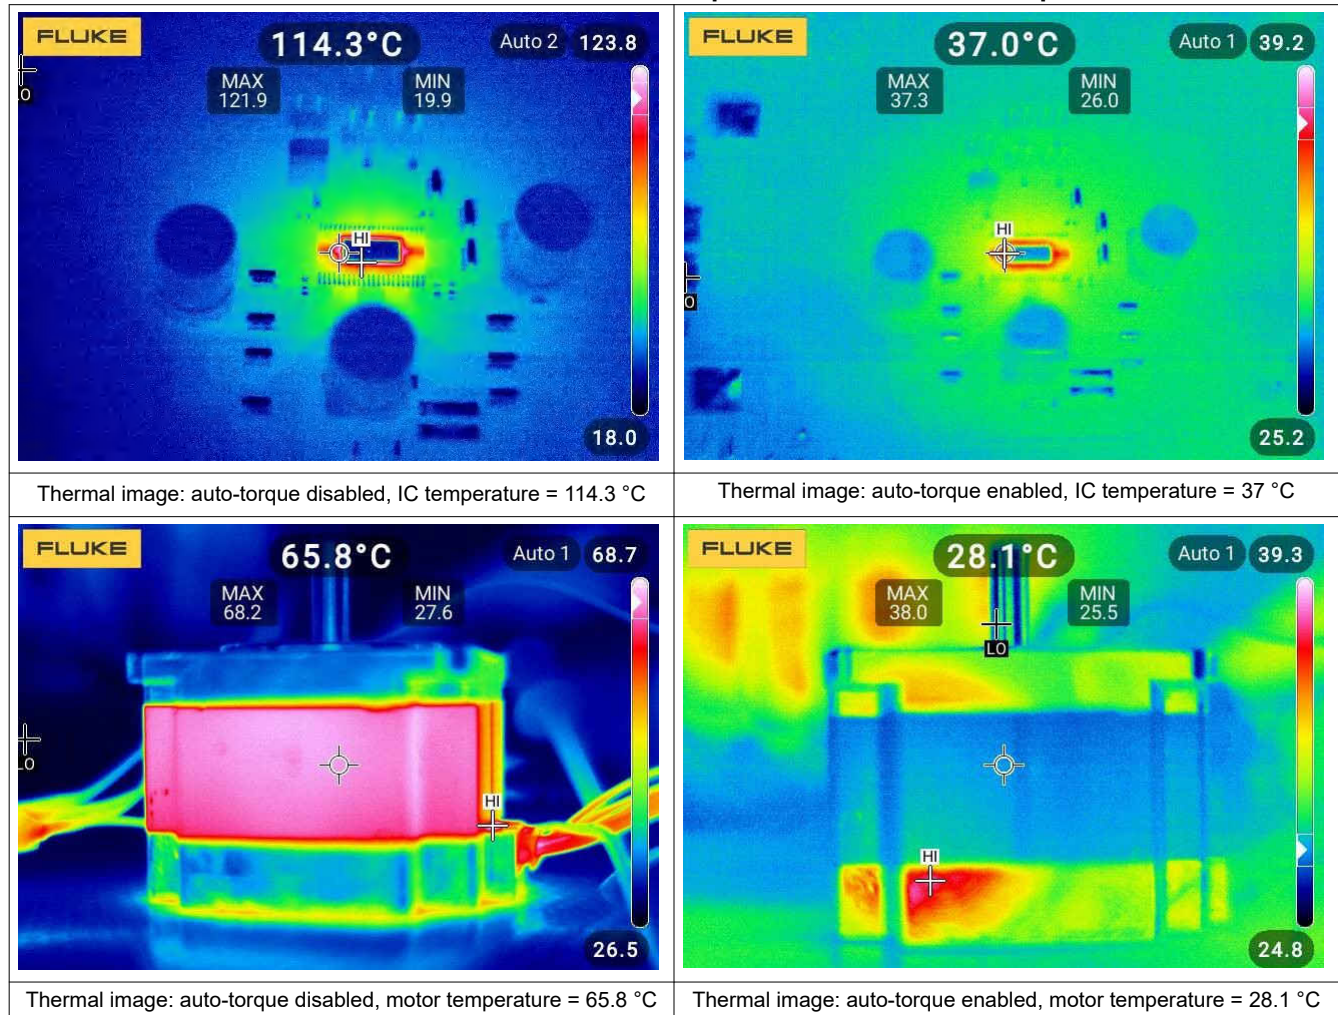 FLUKE
114.3°C
Auto 2 123.8
MAX
121.9
MIN
19.9
LO
HI
18.0
FLUKE
37.0°C
Auto 1 39.2
MAX
37.3
MIN
26.0
HI
25.2
Thermal image: auto-torque disabled, IC temperature = 114.3 °C
Thermal image: auto-torque enabled, IC temperature = 37 °C
FLUKE
65.8°C
Auto 1 68.7
MAX
68.2
MIN
27.6
LO
HI
26.5
FLUKE
28.1°C
Auto 1 39.3
MAX
38.0
MIN
25.5
LO
HI
24.8
Thermal image: auto-torque disabled, motor temperature = 65.8 °C
Thermal image: auto-torque enabled, motor temperature = 28.1 °C